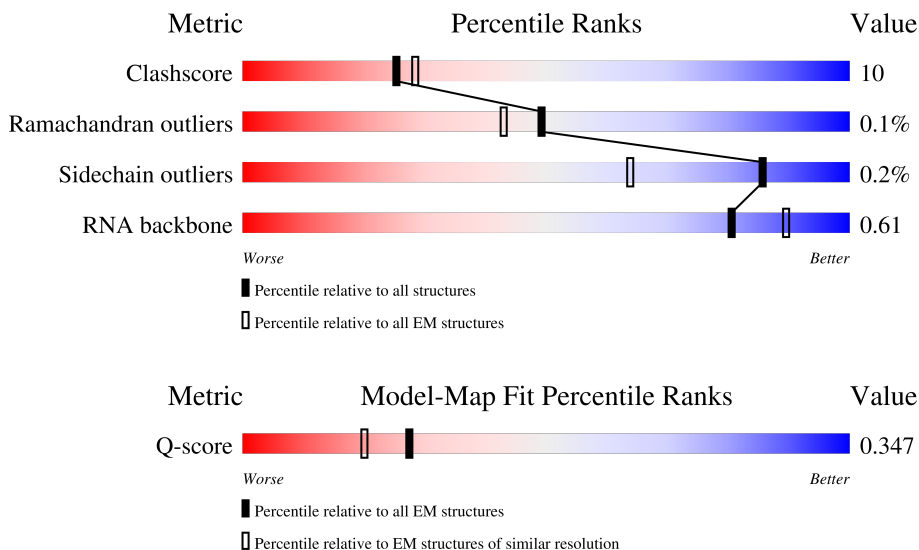 Metric Percentile Ranks Value
Clashscore 10
Ramachandran outliers 0.1%
Sidechain outliers 0.2%
RNA backbone 0.61
Worse Better
Percentile relative to all structures
Percentile relative to all EM structures
Metric Model-Map Fit Percentile Ranks Value
Q-score 0.347
Worse Better
Percentile relative to all EM structures
Percentile relative to EM structures of similar resolution